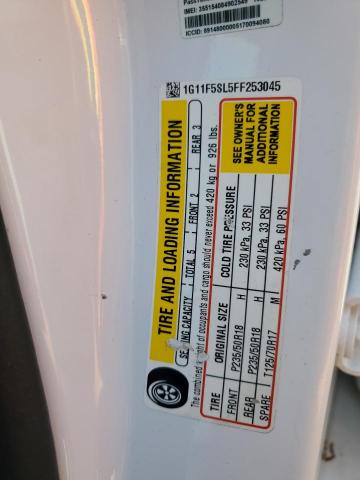 IMEI: 355154004902549
ICCID: 89148000005170094080
1G11F5SL5FF253045
TIRE AND LOADING INFORMATION
SEATING CAPACITY TOTAL 5 FRONT 2 REAR 3
The combined weight of occupants and cargo should never exceed 420 kg or 926 lbs.
TIRE ORIGINAL SIZE COLD TIRE PRESSURE
FRONT P235/50R18 H 230 kPa, 33 PSI
REAR P235/50R18 H 230 kPa, 33 PSI
SPARE T125/70R17 M 420 kPa, 60 PSI
SEE OWNER'S
MANUAL FOR
ADDITIONAL
INFORMATION